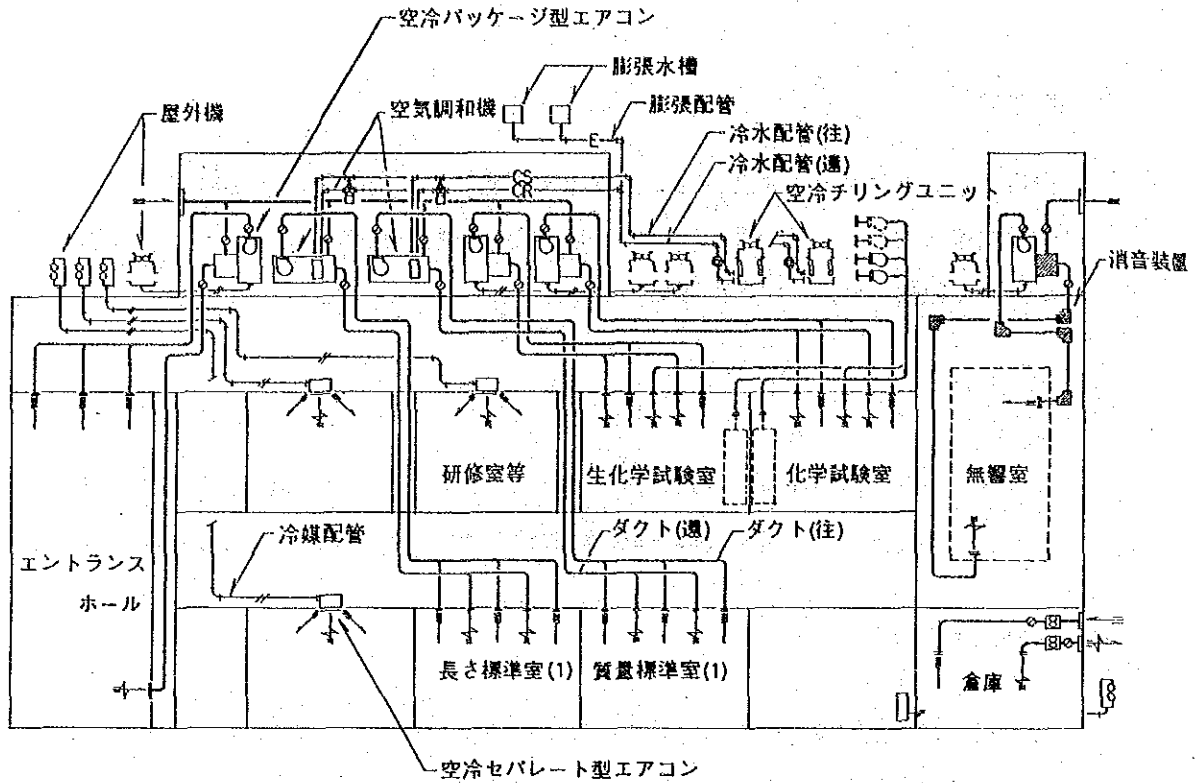 空冷パッケージ型エアコン
膨張水槽
屋外機
空気調和機
膨張配管
E
冷水配管(往)
冷水配管(還)
CS
CR
空冷チリングユニッ
消音装置
研修室等
生化学試験室
化学試験室
無響室
エントランス
ホール
冷媒配管
ダクト(還)
ダクト(往)
長さ標準室(1)
質量標準室(1)
倉庫
空冷セパレート型エアコン